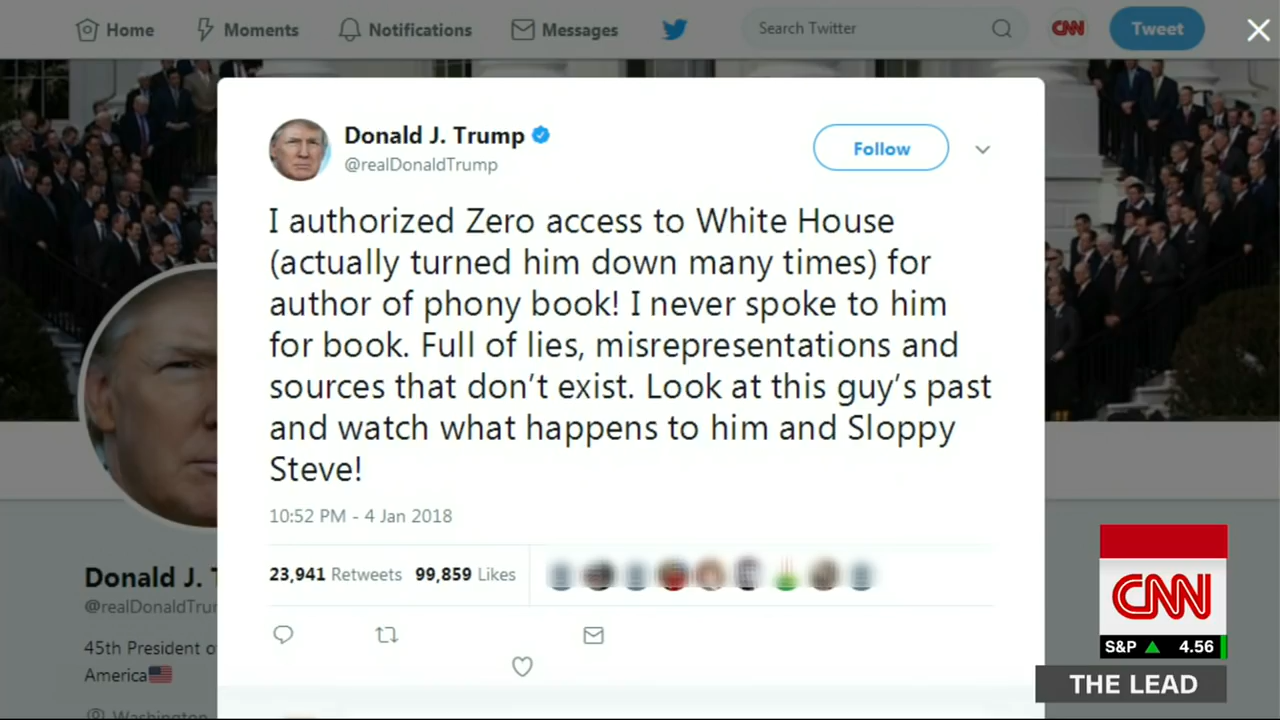 Home Moments Notifications Messages Search Twitter CNN Tweet
Donald J. Trump
@realDonaldTrump
Follow
I authorized Zero access to White House
(actually turned him down many times) for
author of phony book! I never spoke to him
for book. Full of lies, misrepresentations and
sources that don't exist. Look at this guy's past
and watch what happens to him and Sloppy
Steve!
10:52 PM - 4 Jan 2018
23,941 Retweets 99,859 Likes
Donald J. T
@realDonaldTrur
45th President o
America
Washington
CNN
S&P 4.56
THE LEAD